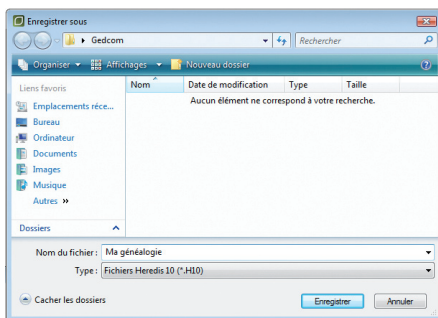 Enregistrer sous
Gedcom
Rechercher
Organiser
Affichages
Nouveau dossier
Liens favoris
Nom
Date de modification
Type
Taille
Aucun élément ne correspond à votre recherche.
Emplacements réce...
Bureau
Ordinateur
Documents
Images
Musique
Autres »
Dossiers
Nom du fichier : Ma généalogie
Type : Fichiers Heredis 10 (*.H10)
Cacher les dossiers
Enregistrer
Annuler